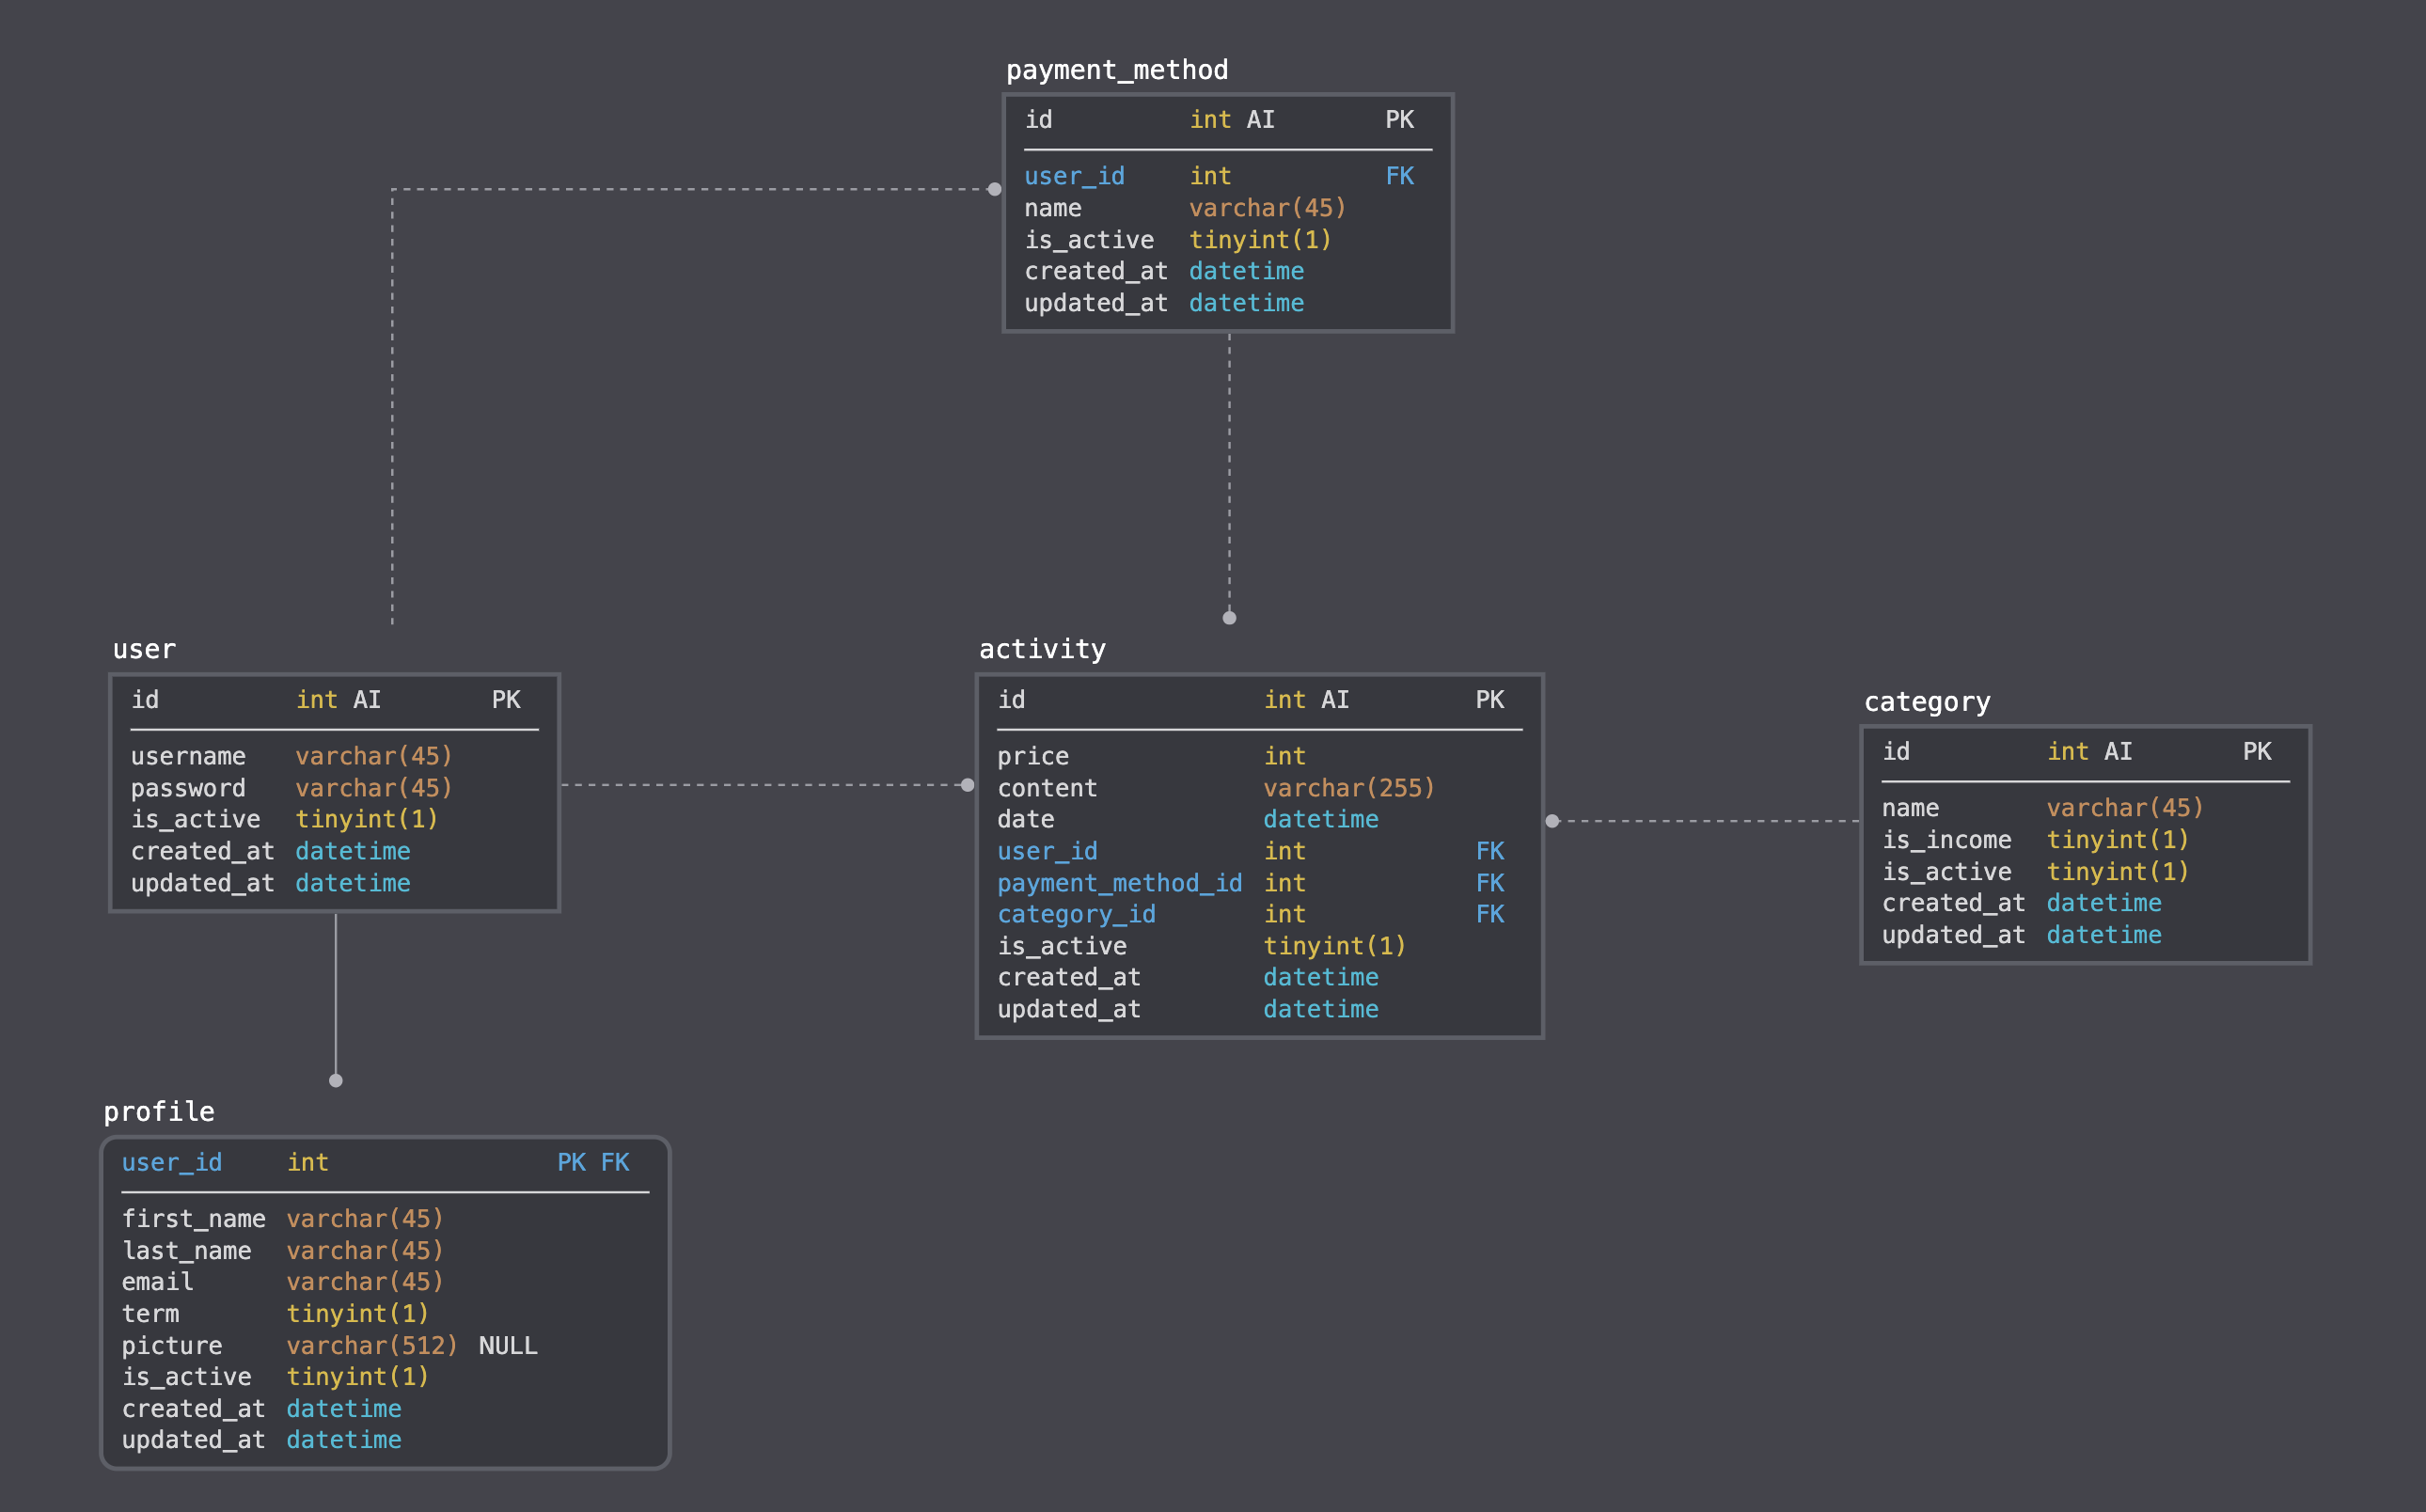 payment_method
id int AI PK
user_id int FK
name varchar(45)
is_active tinyint(1)
created_at datetime
updated_at datetime
user
id int AI PK
username varchar(45)
password varchar(45)
is_active tinyint(1)
created_at datetime
updated_at datetime
activity
id int AI PK
price int
content varchar(255)
date datetime
user_id int FK
payment_method_id int FK
category_id int FK
is_active tinyint(1)
created_at datetime
updated_at datetime
category
id int AI PK
name varchar(45)
is_income tinyint(1)
is_active tinyint(1)
created_at datetime
updated_at datetime
profile
user_id int PK FK
first_name varchar(45)
last_name varchar(45)
email varchar(45)
term tinyint(1)
picture varchar(512) NULL
is_active tinyint(1)
created_at datetime
updated_at datetime